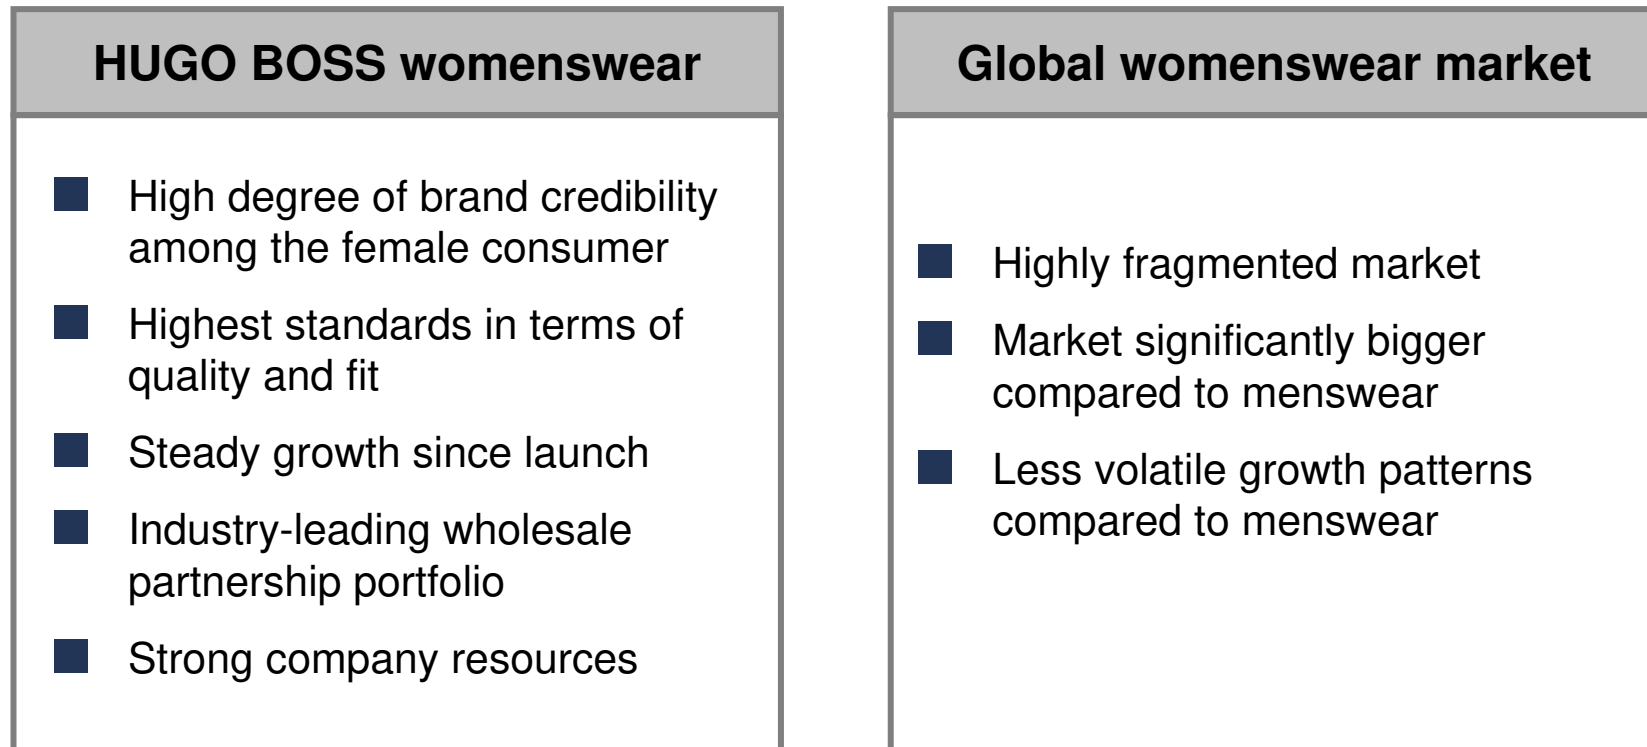 HUGO BOSS womenswear
High degree of brand credibility
among the female consumer
Highest standards in terms of
quality and fit
Steady growth since launch
Industry-leading wholesale
partnership portfolio
Strong company resources
Global womenswear market
Highly fragmented market
Market significantly bigger
compared to menswear
Less volatile growth patterns
compared to menswear